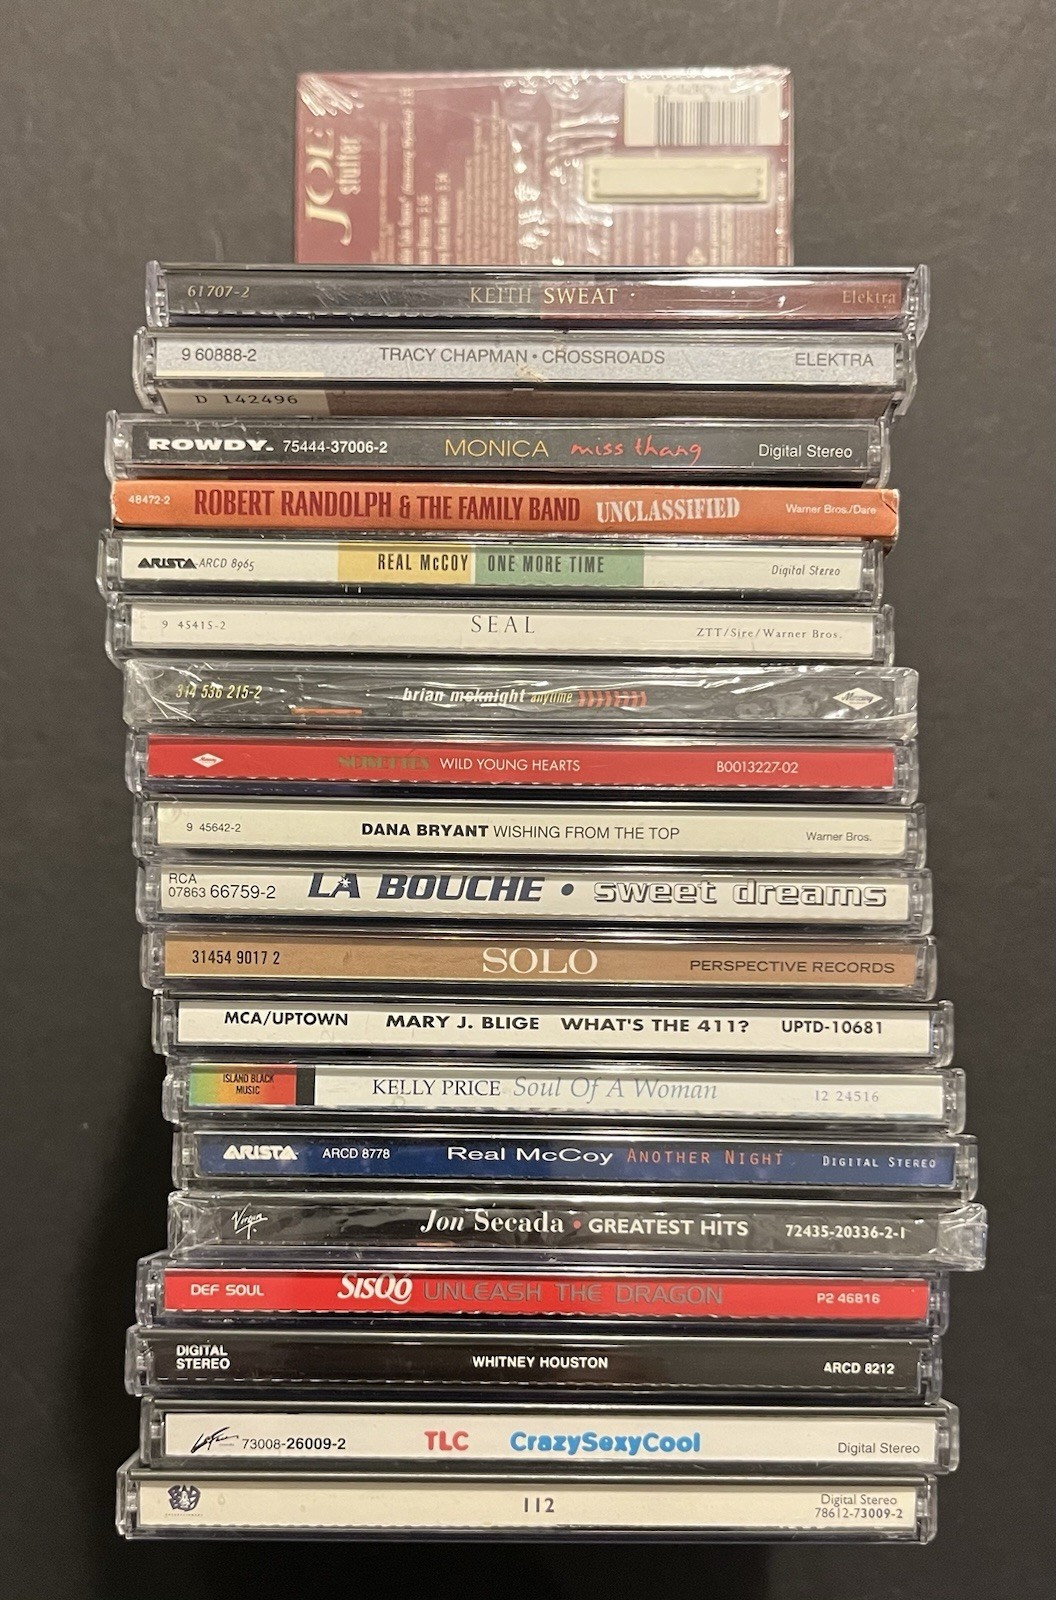 JOE
stutter
61707-2 KEITH SWEAT Elektra
9 60888-2 TRACY CHAPMAN • CROSSROADS ELEKTRA
D 142496
ROWDY. 75444-37006-2 MONICA miss thang Digital Stereo
48472-2 ROBERT RANDOLPH & THE FAMILY BAND UNCLASSIFIED Warner Bros./Dare
ARISTA ARCD 8965 REAL McCOY ONE MORE TIME Digital Stereo
9 45415-2 SEAL ZTT/Sire/Warner Bros.
314 536 215-2 brian mcknight anytime Mercury
WILD YOUNG HEARTS B0013227-02
9 45642-2 DANA BRYANT WISHING FROM THE TOP Warner Bros.
RCA
07863 66759-2 LA BOUCHE • sweet dreams
31454 9017 2 SOLO PERSPECTIVE RECORDS
MCA/UPTOWN MARY J. BLIGE WHAT'S THE 411? UPTD-10681
ISLAND BLACK
MUSIC
KELLY PRICE Soul Of A Woman 12 24516
ARISTA ARCD 8778 Real McCoy ANOTHER NIGHT DIGITAL STEREO
Virgin Jon Secada • GREATEST HITS 72435-20336-2-1
DEF SOUL SISQÓ UNLEASH THE DRAGON P2 46816
DIGITAL
STEREO
WHITNEY HOUSTON ARCD 8212
LaFace 73008-26009-2 TLC CrazySexyCool Digital Stereo
112
Digital Stereo
78612-73009-2